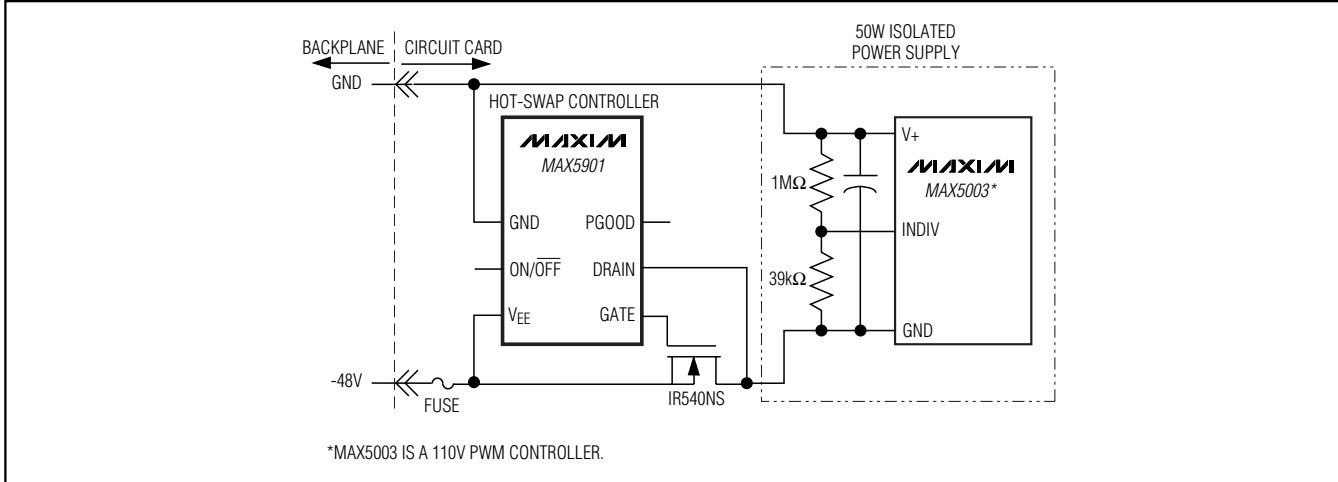 50W ISOLATED
POWER SUPPLY
BACKPLANE
CIRCUIT CARD
GND
HOT-SWAP CONTROLLER
MAXIM
MAX5901
GND
PGOOD
ON/OFF
DRAIN
VEE
GATE
-48V
FUSE
IR540NS
1MΩ
39kΩ
V+
MAXIM
MAX5003*
INDIV
GND
*MAX5003 IS A 110V PWM CONTROLLER.